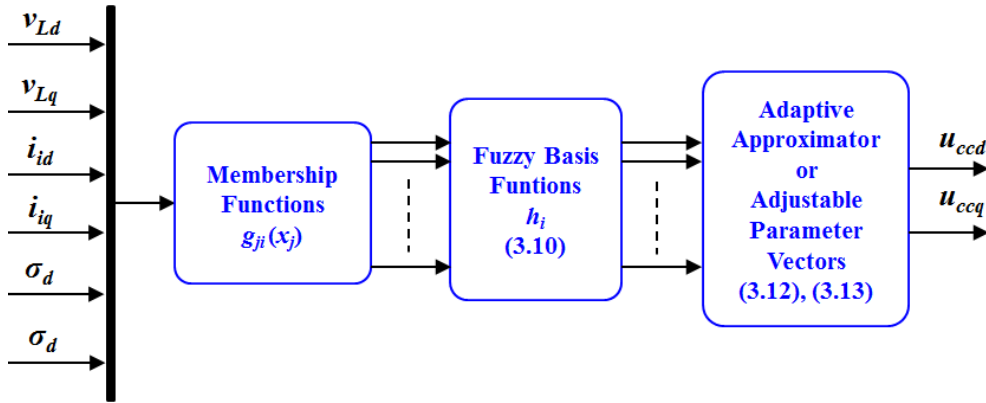 v_Ld
v_Lq
i_id
i_iq
σ_d
σ_d
Membership
Functions
g_ji(x_j)
Fuzzy Basis
Funtions
h_i
(3.10)
Adaptive
Approximator
or
Adjustable
Parameter
Vectors
(3.12), (3.13)
u_ccd
u_ccq